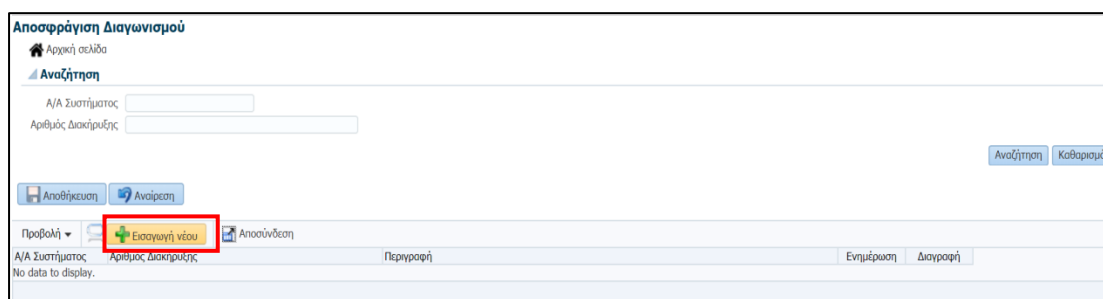 Αποσφράγιση Διαγωνισμού
Αρχική σελίδα
Αναζήτηση
Α/Α Συστήματος
Αριθμός Διακήρυξης
Αναζήτηση Καθαρισμό
Αποθήκευση Αναίρεση
Προβολή Εισαγωγή νέου Αποσύνδεση
Α/Α Συστήματος Αριθμός Διακήρυξης Περιγραφή Ενημέρωση Διαγραφή
No data to display.